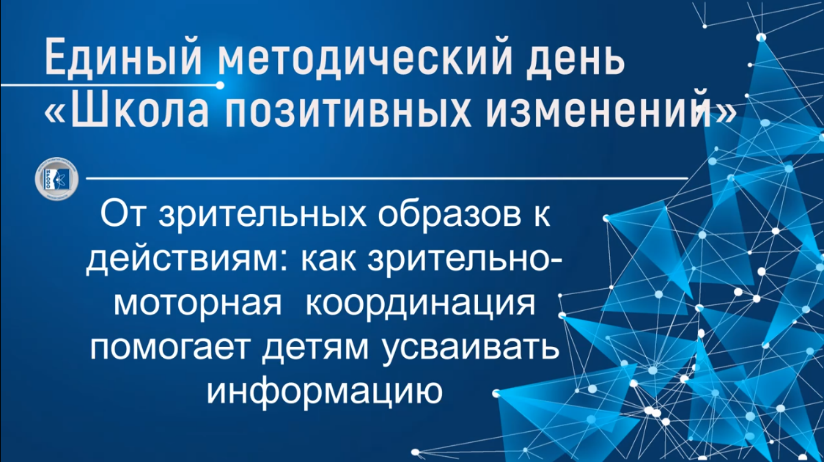 Единый методический день
«Школа позитивных изменений»
От зрительных образов к
действиям: как зрительно-
моторная  координация
помогает детям усваивать
информацию